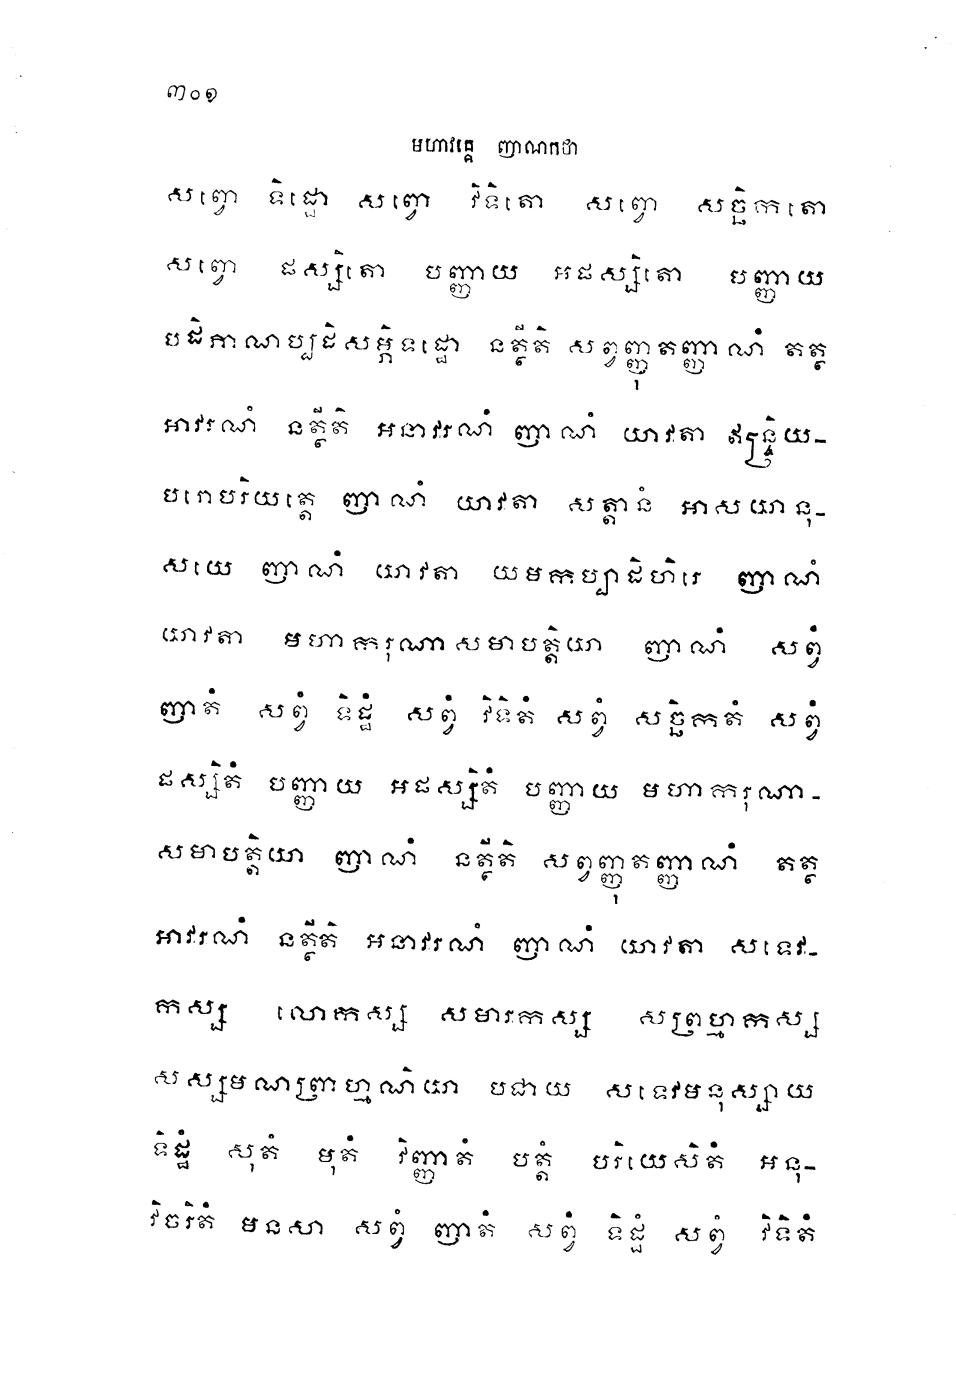 ៣០១
មហាវគ្គេ ញាណកថា
សព្វោ ទិដ្ឋោ សព្វោ វិទិតោ សព្វោ សច្ឆិកតោ
សព្វោ ផស្សិតោ បញ្ញាយ អផស្សិតោ បញ្ញាយ
បដិភាណប្បដិសម្ភិទដ្ឋោ នត្ថីតិ សព្វញ្ញុតញ្ញាណំ តត្ថ
អាវរណំ នត្ថីតិ អនាវរណំ ញាណំ យាវតា ឥន្ទ្រិយ-
បរោបរិយត្តេ ញាណំ យាវតា សត្តានំ អាសយានុ-
សយេ ញាណំ យាវតា យមកប្បាដិហិរេ ញាណំ
យាវតា មហាករុណាសមាបត្តិយា ញាណំ សព្វំ
ញាតំ សព្វំ ទិដ្ឋំ សព្វំ វិទិតំ សព្វំ សច្ឆិកតំ សព្វំ
ផស្សិតំ បញ្ញាយ អផស្សិតំ បញ្ញាយ មហាករុណា-
សមាបត្តិយា ញាណំ នត្ថីតិ សព្វញ្ញុតញ្ញាណំ តត្ថ
អាវរណំ នត្ថីតិ អនាវរណំ ញាណំ យាវតា សទេវ-
កស្ស លោកស្ស សមារកស្ស សព្រហ្មកស្ស
សស្សមណព្រាហ្មណិយា បជាយ សទេវមនុស្សាយ
ទិដ្ឋំ សុតំ មុតំ វិញ្ញាតំ បត្តំ បរិយេសិតំ អនុ-
វិចរិតំ មនសា សព្វំ ញាតំ សព្វំ ទិដ្ឋំ សព្វំ វិទិតំ